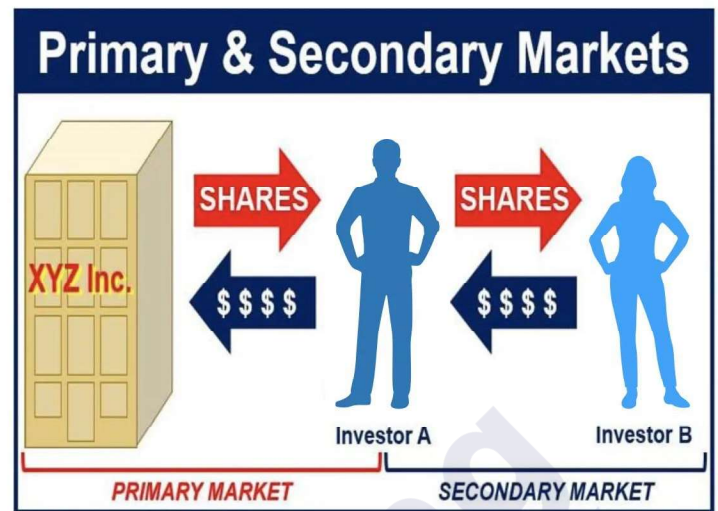 Primary & Secondary Markets
SHARES
SHARES
XYZ Inc.
$ $ $ $
$ $ $ $
Investor A
Investor B
PRIMARY MARKET
SECONDARY MARKET